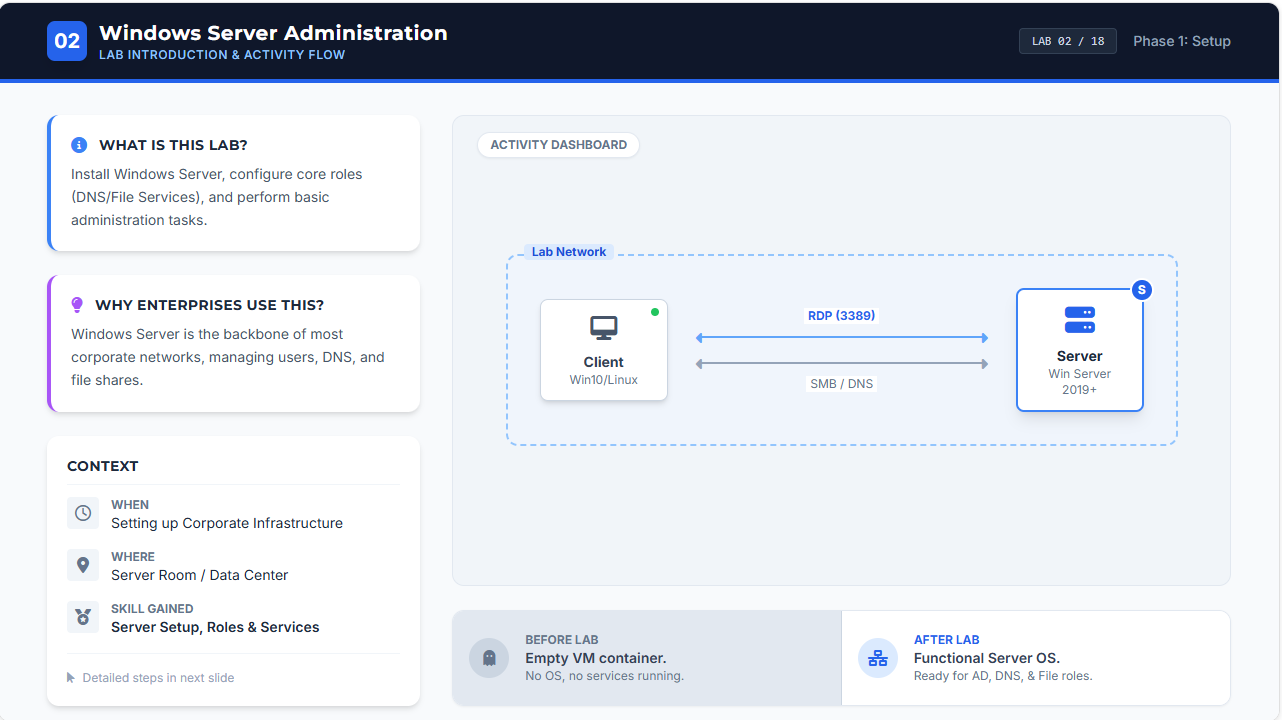 02
Windows Server Administration
LAB INTRODUCTION & ACTIVITY FLOW
LAB 02 / 18
Phase 1: Setup
WHAT IS THIS LAB?
Install Windows Server, configure core roles
(DNS/File Services), and perform basic
administration tasks.
WHY ENTERPRISES USE THIS?
Windows Server is the backbone of most
corporate networks, managing users, DNS, and
file shares.
CONTEXT
WHEN
Setting up Corporate Infrastructure
WHERE
Server Room / Data Center
SKILL GAINED
Server Setup, Roles & Services
Detailed steps in next slide
ACTIVITY DASHBOARD
Lab Network
Client
Win10/Linux
RDP (3389)
SMB / DNS
S
Server
Win Server
2019+
BEFORE LAB
Empty VM container.
No OS, no services running.
AFTER LAB
Functional Server OS.
Ready for AD, DNS, & File roles.